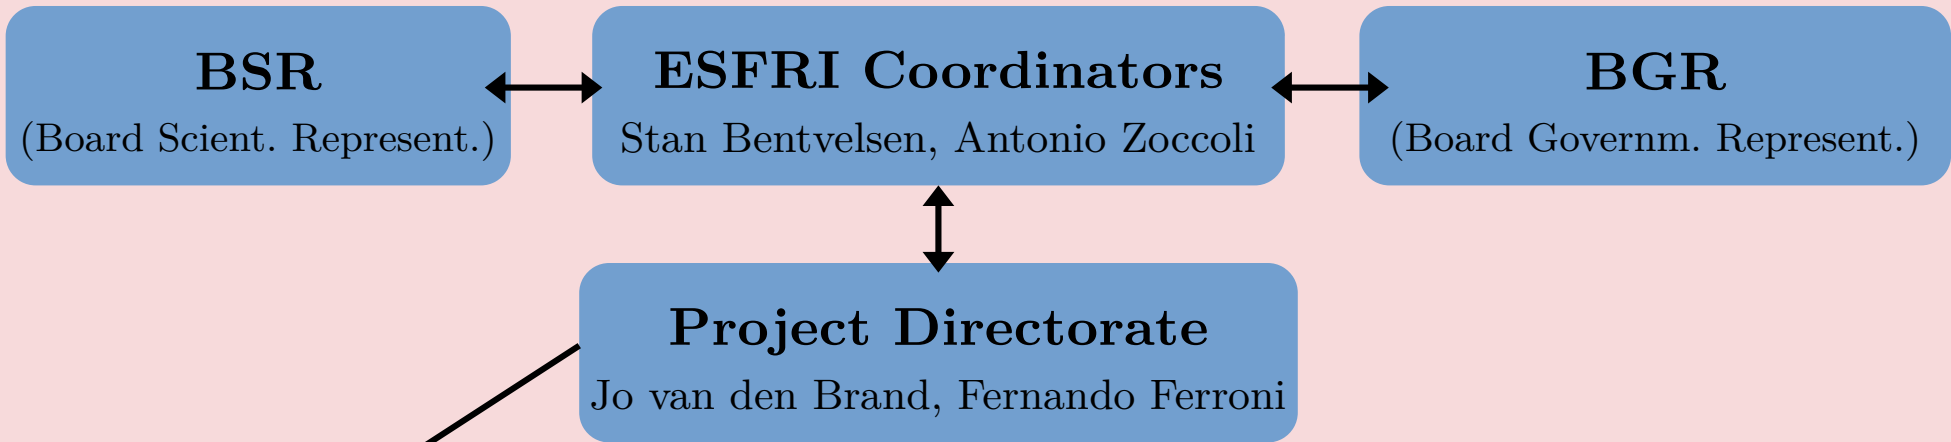 BSR
(Board Scient. Represent.)
ESFRI Coordinators
Stan Bentvelsen, Antonio Zoccoli
BGR
(Board Governm. Represent.)
Project Directorate
Jo van den Brand, Fernando Ferroni